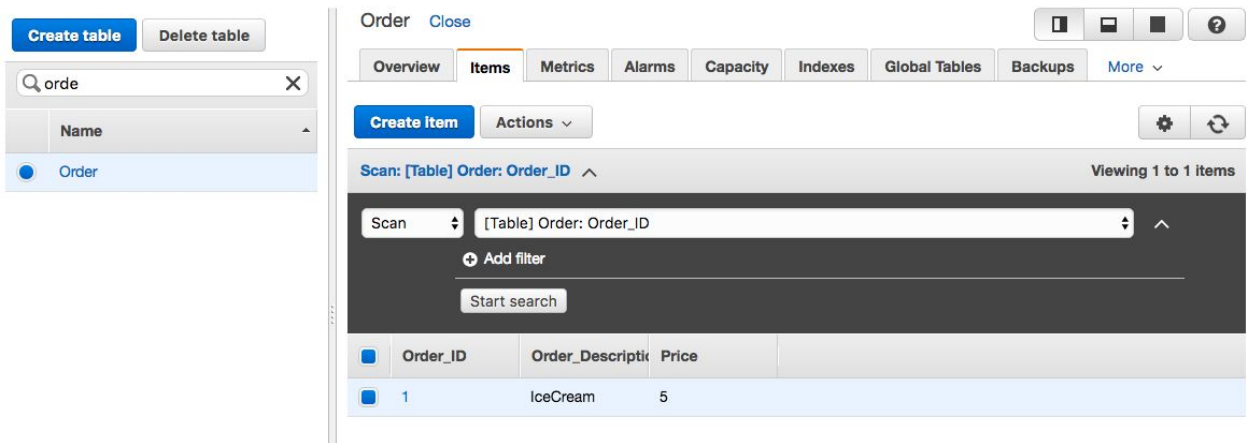 Create table Delete table
orde
Name
Order
Order Close
Overview Items Metrics Alarms Capacity Indexes Global Tables Backups More
Create item Actions
Scan: [Table] Order: Order_ID Viewing 1 to 1 items
Scan [Table] Order: Order_ID
Add filter
Start search
Order_ID Order_Descriptic Price
1 IceCream 5